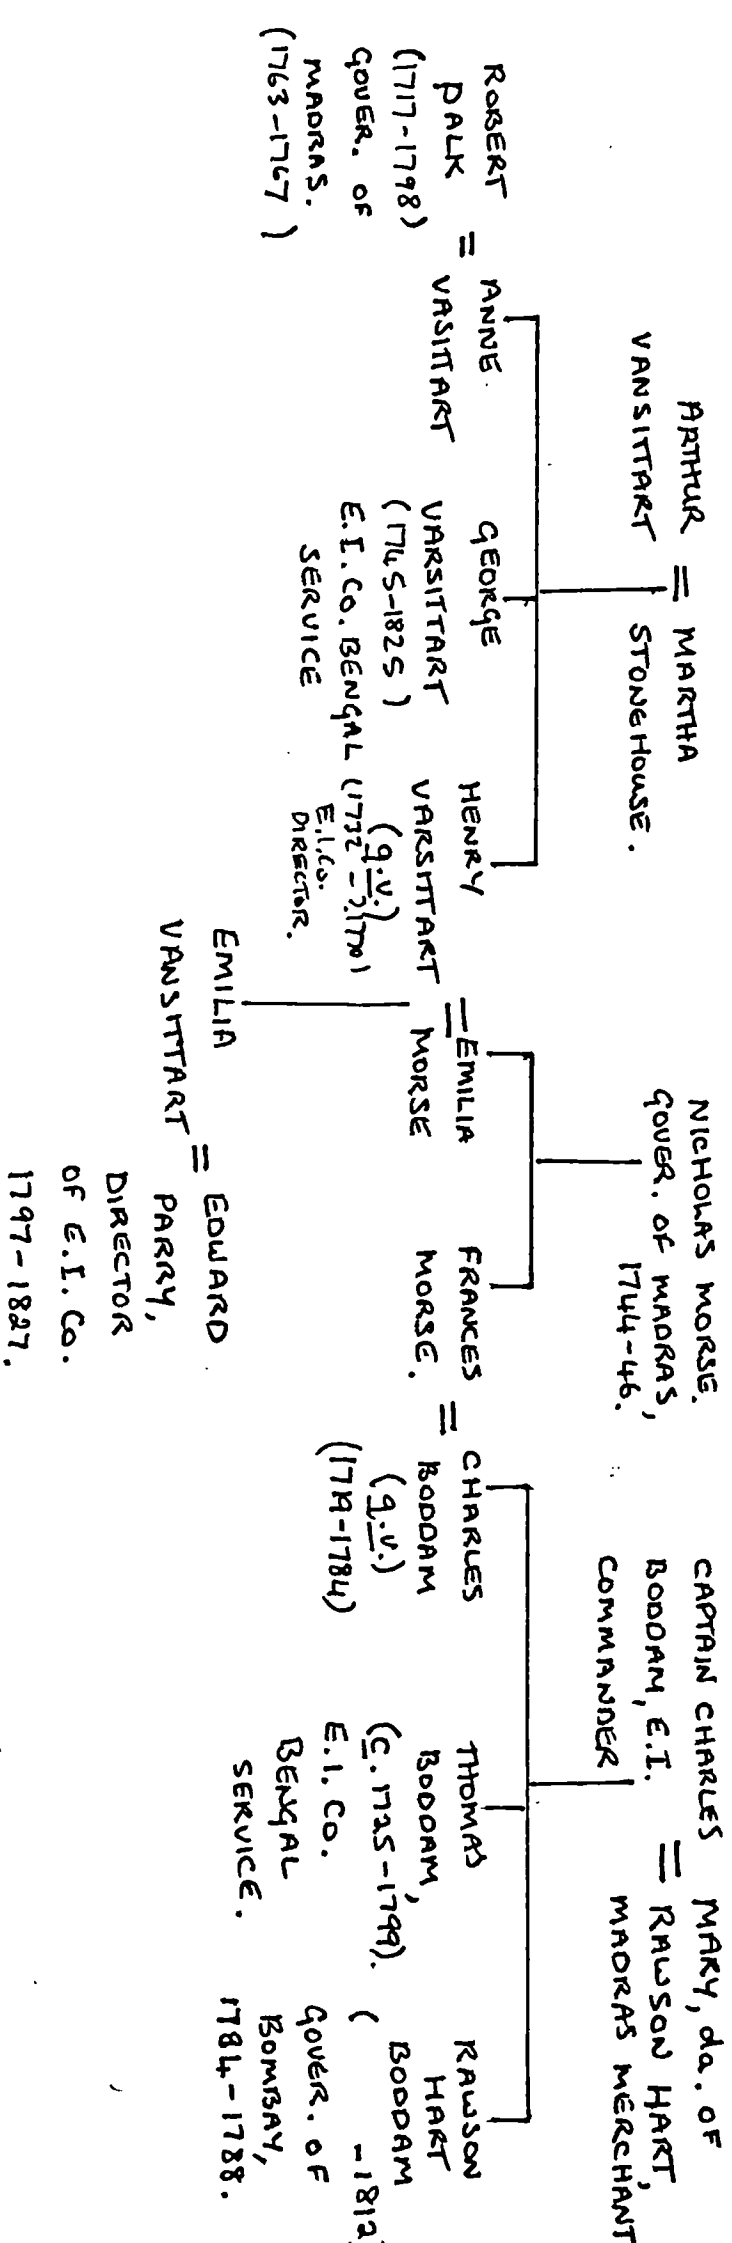 ARTHUR
VANSITTART
=
MARTHA
STONEHOUSE.
NICHOLAS MORSE.
GOVER. OF MADRAS,
1744-46.
CAPTAIN CHARLES
BODDAM, E.I.
COMMANDER
=
MARY, da. OF
RAWSON HART,
MADRAS MERCHANT
ROBERT
PALK
(1717-1798)
GOVER. OF
MADRAS.
(1763-1767)
=
ANNE
VASITTART
GEORGE
VARSITTART
(1745-1825)
E.I.CO. BENGAL
SERVICE
HENRY
VARSITTART
(q.v.)
(1732-?1770)
E.I.Co.
DIRECTOR.
=
EMILIA
MORSE
FRANCES
MORSE.
=
CHARLES
BODDAM
(q.v.)
(1719-1784)
THOMAS
BODDAM,
(c. 1725-1799).
E.I. Co.
BENGAL
SERVICE.
RAWSON
HART
BODDAM
( -1812)
GOVER. OF
BOMBAY,
1784-1788.
EMILIA
VANSITTART
=
EDWARD
PARRY,
DIRECTOR
OF E.I. Co.
1797-1827.